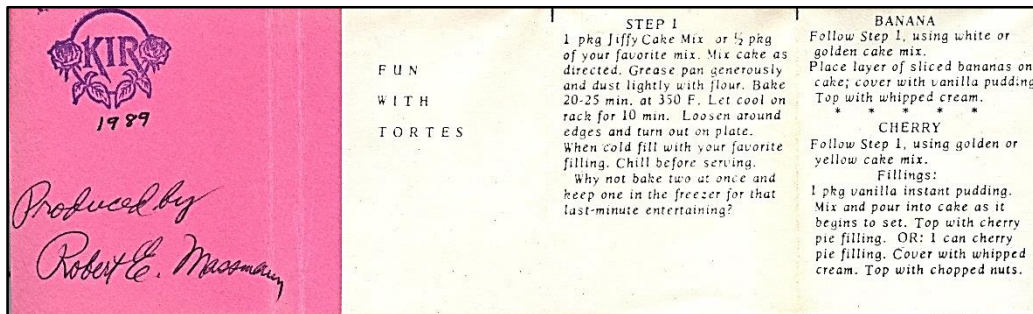 KIR
1989
Produced by
Robert E. Massmann
FUN
WITH
TORTES
STEP 1
1 pkg Jiffy Cake Mix or ½ pkg
of your favorite mix. Mix cake as
directed. Grease pan generously
and dust lightly with flour. Bake
20-25 min. at 350 F. Let cool on
rack for 10 min. Loosen around
edges and turn out on plate.
When cold fill with your favorite
filling. Chill before serving.
Why not bake two at once and
keep one in the freezer for that
last-minute entertaining?
BANANA
Follow Step 1, using white or
golden cake mix.
Place layer of sliced bananas on
cake; cover with vanilla pudding
Top with whipped cream.
* * * * *
CHERRY
Follow Step 1, using golden or
yellow cake mix.
Fillings:
1 pkg vanilla instant pudding.
Mix and pour into cake as it
begins to set. Top with cherry
pie filling. OR: 1 can cherry
pie filling. Cover with whipped
cream. Top with chopped nuts.